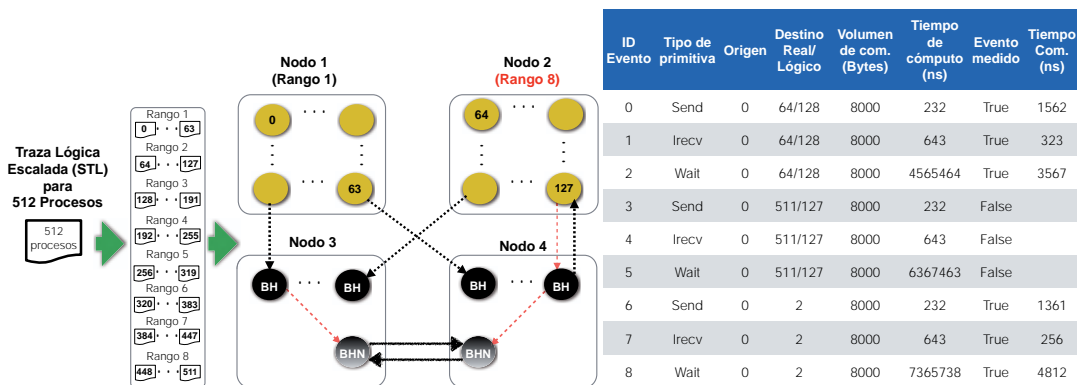 Traza Lógica
Escalada (STL)
para
512 Procesos
512
procesos
Rango 1
0 · · · 63
Rango 2
64 · · · 127
Rango 3
128 · · · 191
Rango 4
192 · · · 255
Rango 5
256 · · · 319
Rango 6
320 · · · 383
Rango 7
384 · · · 447
Rango 8
448 · · · 511
Nodo 1
(Rango 1)
0
63
Nodo 2
(Rango 8)
64
127
Nodo 3
BH BH
BHN
Nodo 4
BH BH
BHN
ID Evento Tipo de primitiva Origen Destino Real/ Lógico Volumen de com. (Bytes) Tiempo de cómputo (ns) Evento medido Tiempo Com. (ns)
0 Send 0 64/128 8000 232 True 1562
1 Irecv 0 64/128 8000 643 True 323
2 Wait 0 64/128 8000 4565464 True 3567
3 Send 0 511/127 8000 232 False
4 Irecv 0 511/127 8000 643 False
5 Wait 0 511/127 8000 6367463 False
6 Send 0 2 8000 232 True 1361
7 Irecv 0 2 8000 643 True 256
8 Wait 0 2 8000 7365738 True 4812